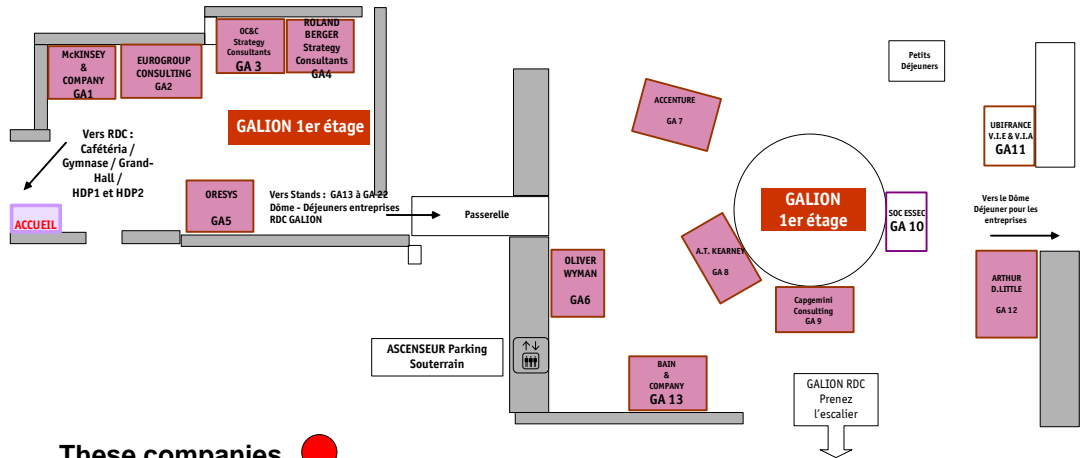 McKINSEY
&
COMPANY
GA1
EUROGROUP
CONSULTING
GA2
OC&C
Strategy
Consultants
GA 3
ROLAND
BERGER
Strategy
Consultants
GA4
GALION 1er étage
Vers RDC :
Cafétéria /
Gymnase / Grand-
Hall /
HDP1 et HDP2
ACCUEIL
ORESYS
GA5
Vers Stands : GA13 à GA 22
Dôme - Déjeuners entreprises
RDC GALION
Passerelle
ACCENTURE
GA 7
Petits
Déjeuners
UBIFRANCE
V.I.E & V.I.A
GA11
GALION
1er étage
SOC ESSEC
GA 10
Vers le Dôme
Déjeuner pour les
entreprises
A.T. KEARNEY
GA 8
OLIVER
WYMAN
GA6
Capgemini
Consulting
GA 9
ARTHUR
D.LITTLE
GA 12
ASCENSEUR Parking
Souterrain
BAIN
&
COMPANY
GA 13
GALION RDC
Prenez
l'escalier
These companies